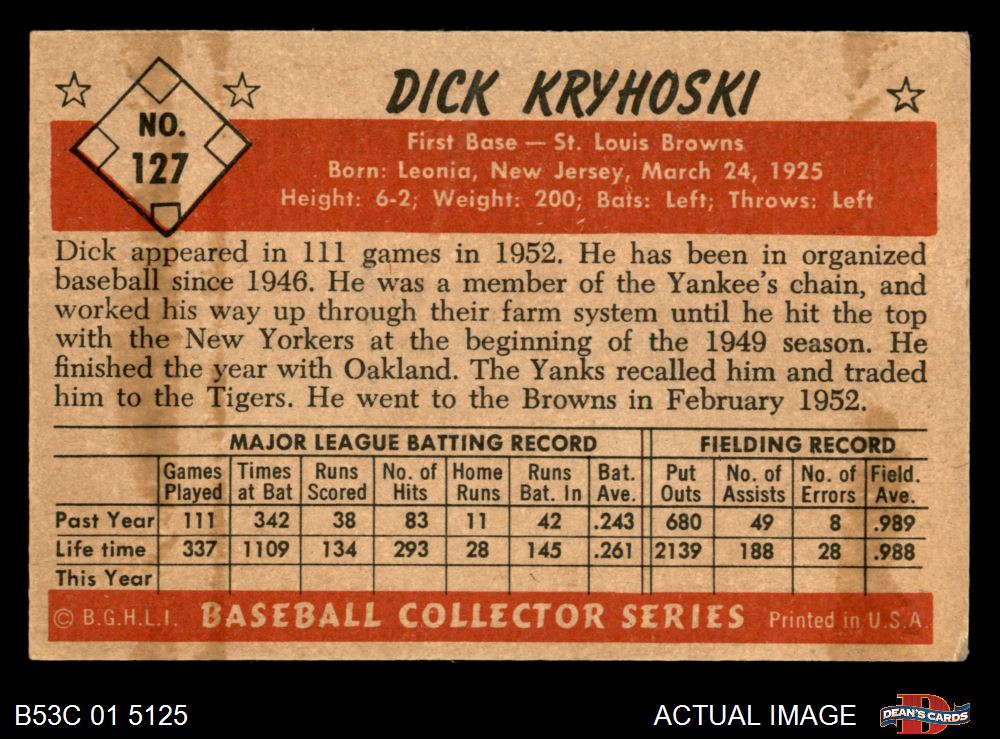 NO.
127
DICK KRYHOSKI
First Base — St. Louis Browns
Born: Leonia, New Jersey, March 24, 1925
Height: 6-2; Weight: 200; Bats: Left; Throws: Left
Dick appeared in 111 games in 1952. He has been in organized
baseball since 1946. He was a member of the Yankee's chain, and
worked his way up through their farm system until he hit the top
with the New Yorkers at the beginning of the 1949 season. He
finished the year with Oakland. The Yanks recalled him and traded
him to the Tigers. He went to the Browns in February 1952.
MAJOR LEAGUE BATTING RECORD FIELDING RECORD
Games Times Runs No. of Home Runs Bat. Put No. of No. of Field.
Played at Bat Scored Hits Runs Bat. In Ave. Outs Assists Errors Ave.
Past Year 111 342 38 83 11 42 .243 680 49 8 .989
Life time 337 1109 134 293 28 145 .261 2139 188 28 .988
This Year
© B.G.H.L.I. BASEBALL COLLECTOR SERIES Printed in U.S.A.
B53C 01 5125 ACTUAL IMAGE D DEAN'S CARDS